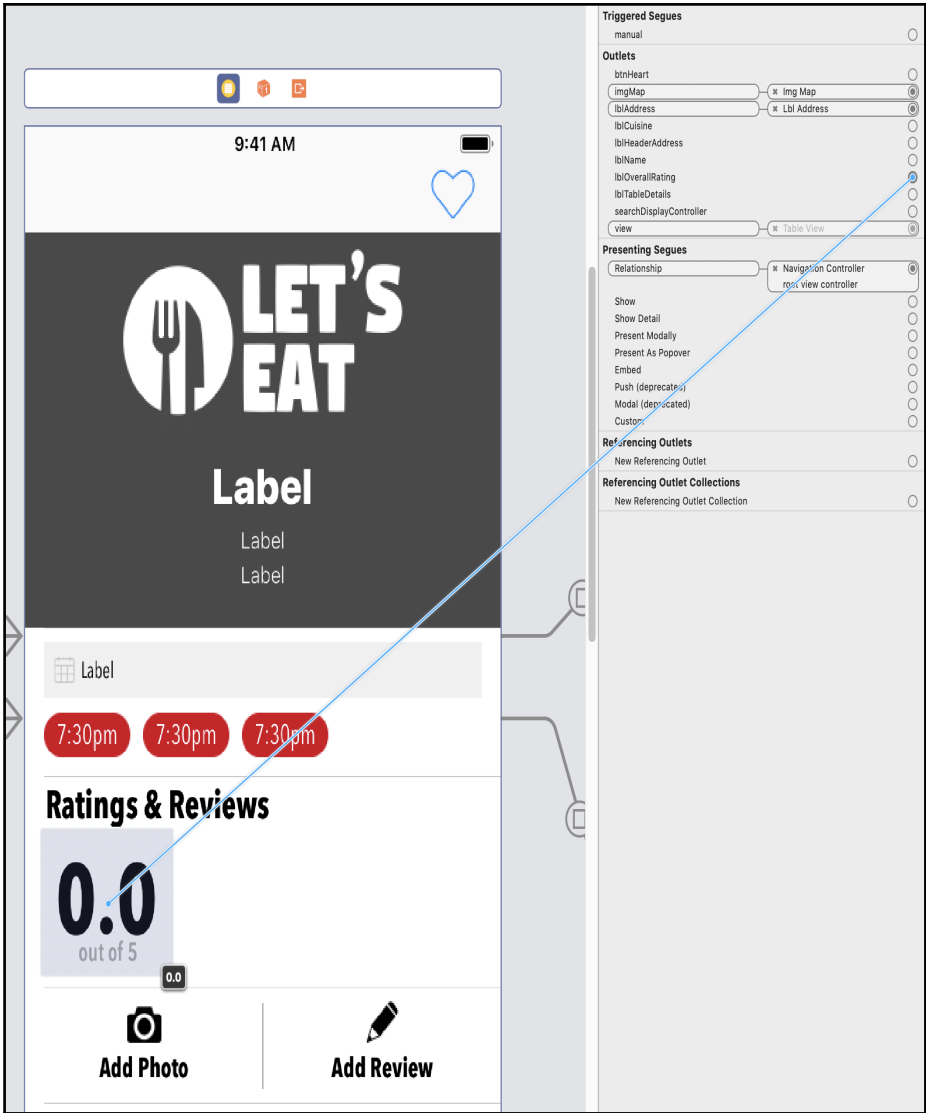 9:41 AM
LET'S
EAT
Label
Label
Label
Label
7:30pm 7:30pm 7:30pm
Ratings & Reviews
0.0
out of 5
0.0
Add Photo Add Review
Triggered Segues
manual
Outlets
btnHeart
imgMap Img Map
lblAddress Lbl Address
lblCuisine
lblHeaderAddress
lblName
lblOverallRating
lblTableDetails
searchDisplayController
view Table View
Presenting Segues
Relationship Navigation Controller
root view controller
Show
Show Detail
Present Modally
Present As Popover
Embed
Push (deprecated)
Modal (deprecated)
Custom
Referencing Outlets
New Referencing Outlet
Referencing Outlet Collections
New Referencing Outlet Collection